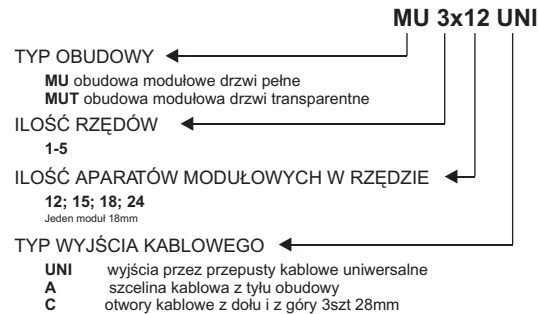 MU 3x12 UNI
TYP OBUDOWY
MU obudowa modułowe drzwi pełne
MUT obudowa modułowa drzwi transparentne
ILOŚĆ RZĘDÓW
1-5
ILOŚĆ APARATÓW MODUŁOWYCH W RZĘDZIE
12; 15; 18; 24
Jeden moduł 18mm
TYP WYJŚCIA KABLOWEGO
UNI wyjścia przez przepusty kablowe uniwersalne
A szcelina kablowa z tyłu obudowy
C otwory kablowe z dołu i z góry 3szt 28mm